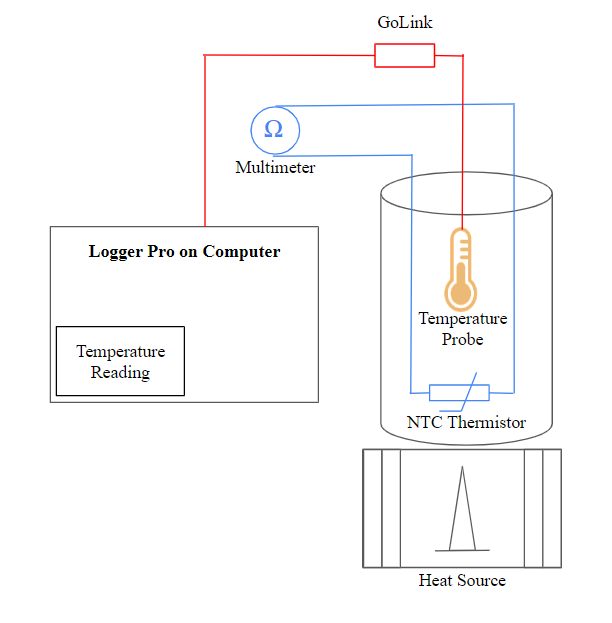 GoLink
Ω
Multimeter
Logger Pro on Computer
Temperature
Reading
Temperature
Probe
NTC Thermistor
Heat Source